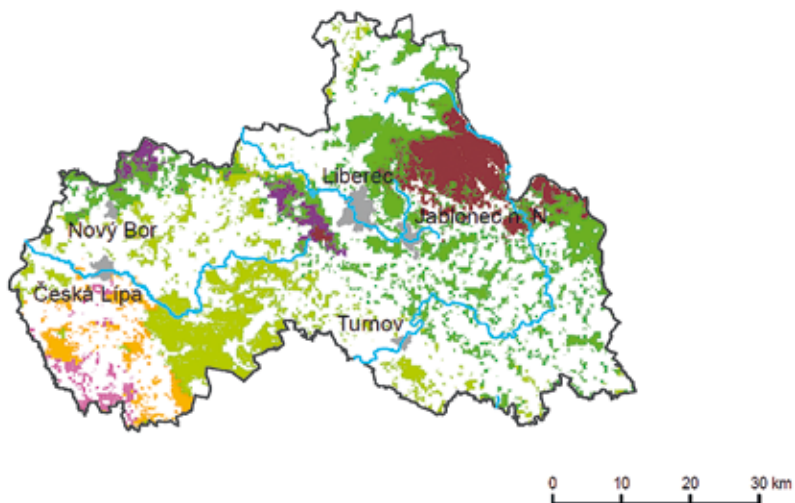 Liberec
Jablonec n. N.
Nový Bor
Česká Lípa
Turnov
0 10 20 30 km